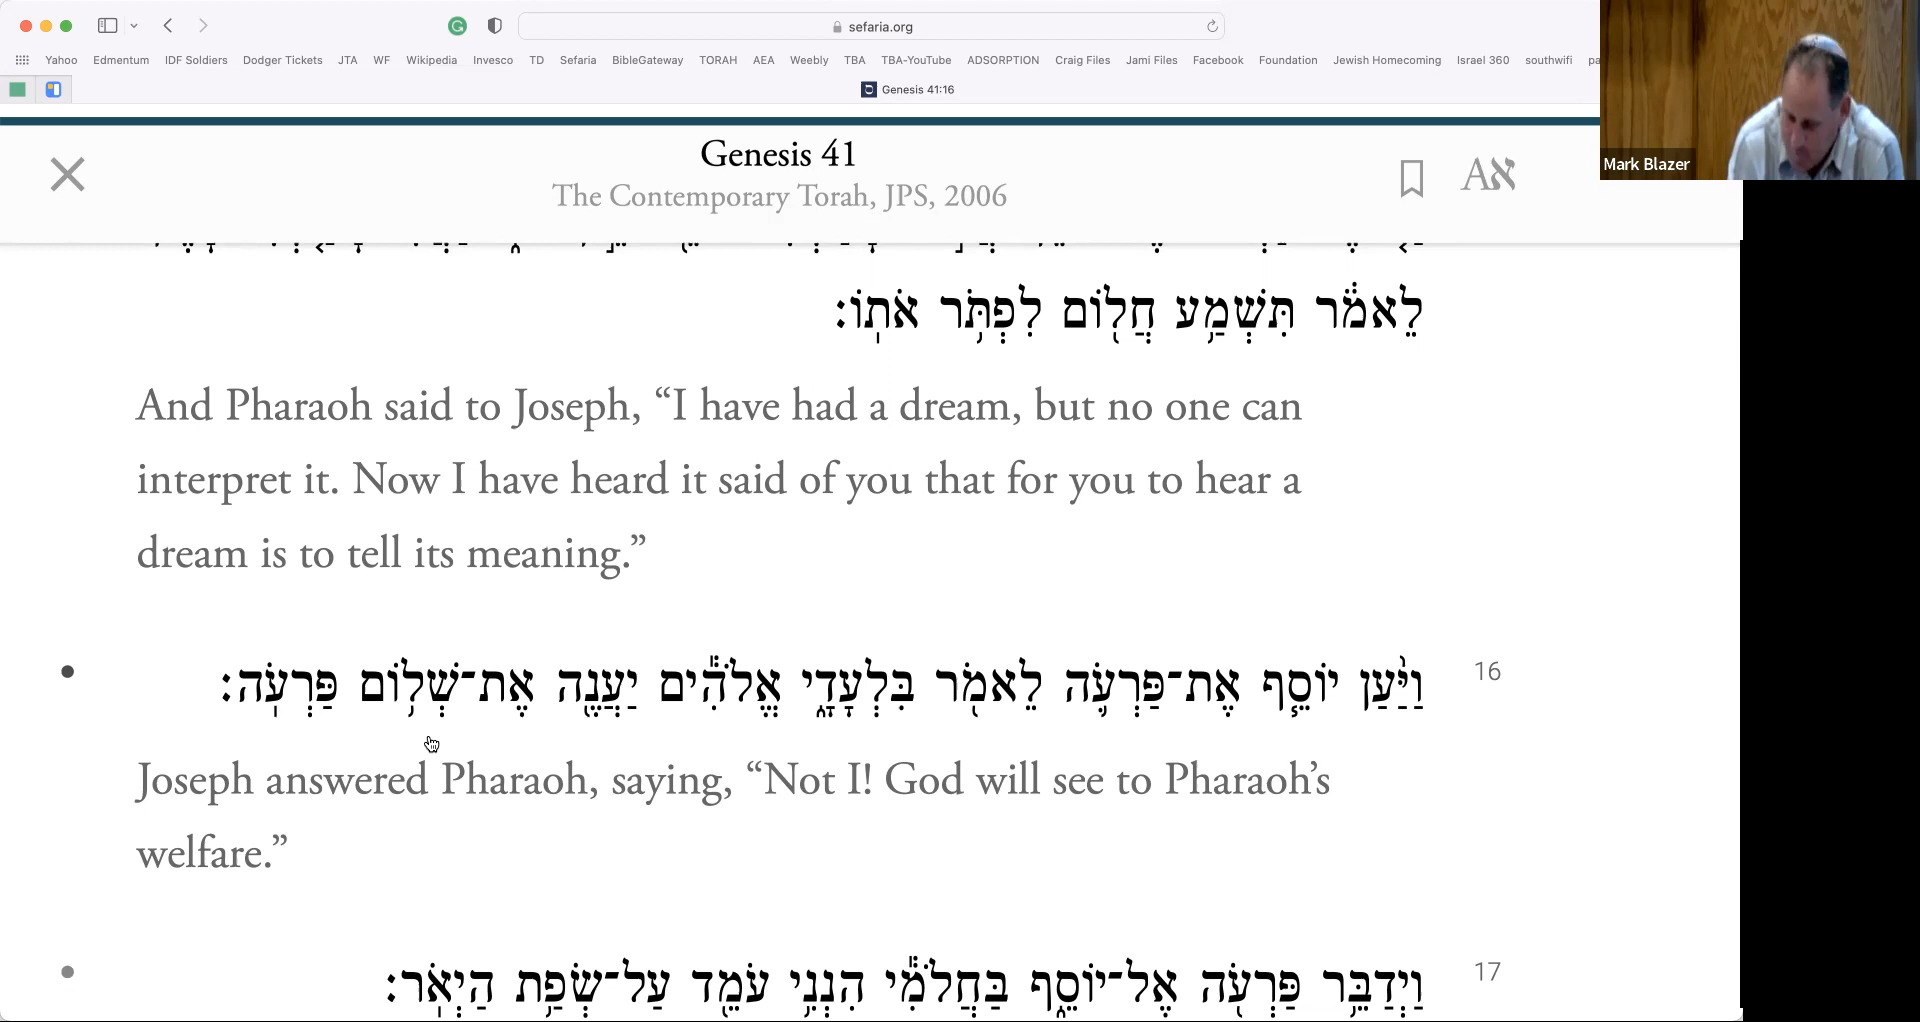 sefaria.org
Yahoo Edmentum IDF Soldiers Dodger Tickets JTA WF Wikipedia Invesco TD Sefaria BibleGateway TORAH AEA Weebly TBA TBA-YouTube ADSORPTION Craig Files Jami Files Facebook Foundation Jewish Homecoming Israel 360 southwifi pa
Genesis 41:16
Mark Blazer
Genesis 41
The Contemporary Torah, JPS, 2006
Aא
לֵאמֹ֔ר תִּשְׁמַ֥ע חֲל֖וֹם לִפְתֹּ֥ר אֹתֽוֹ׃
And Pharaoh said to Joseph, “I have had a dream, but no one can
interpret it. Now I have heard it said of you that for you to hear a
dream is to tell its meaning.”
16 וַיַּ֨עַן יוֹסֵ֧ף אֶת־פַּרְעֹ֛ה לֵאמֹ֖ר בִּלְעָדָ֑י אֱלֹהִ֕ים יַעֲנֶ֖ה אֶת־שְׁל֥וֹם פַּרְעֹֽה׃
Joseph answered Pharaoh, saying, “Not I! God will see to Pharaoh’s
welfare.”
17 וַיְדַבֵּ֥ר פַּרְעֹ֖ה אֶל־יוֹסֵ֑ף בַּחֲלֹמִ֕י הִנְנִ֥י עֹמֵ֖ד עַל־שְׂפַ֥ת הַיְאֹֽר׃